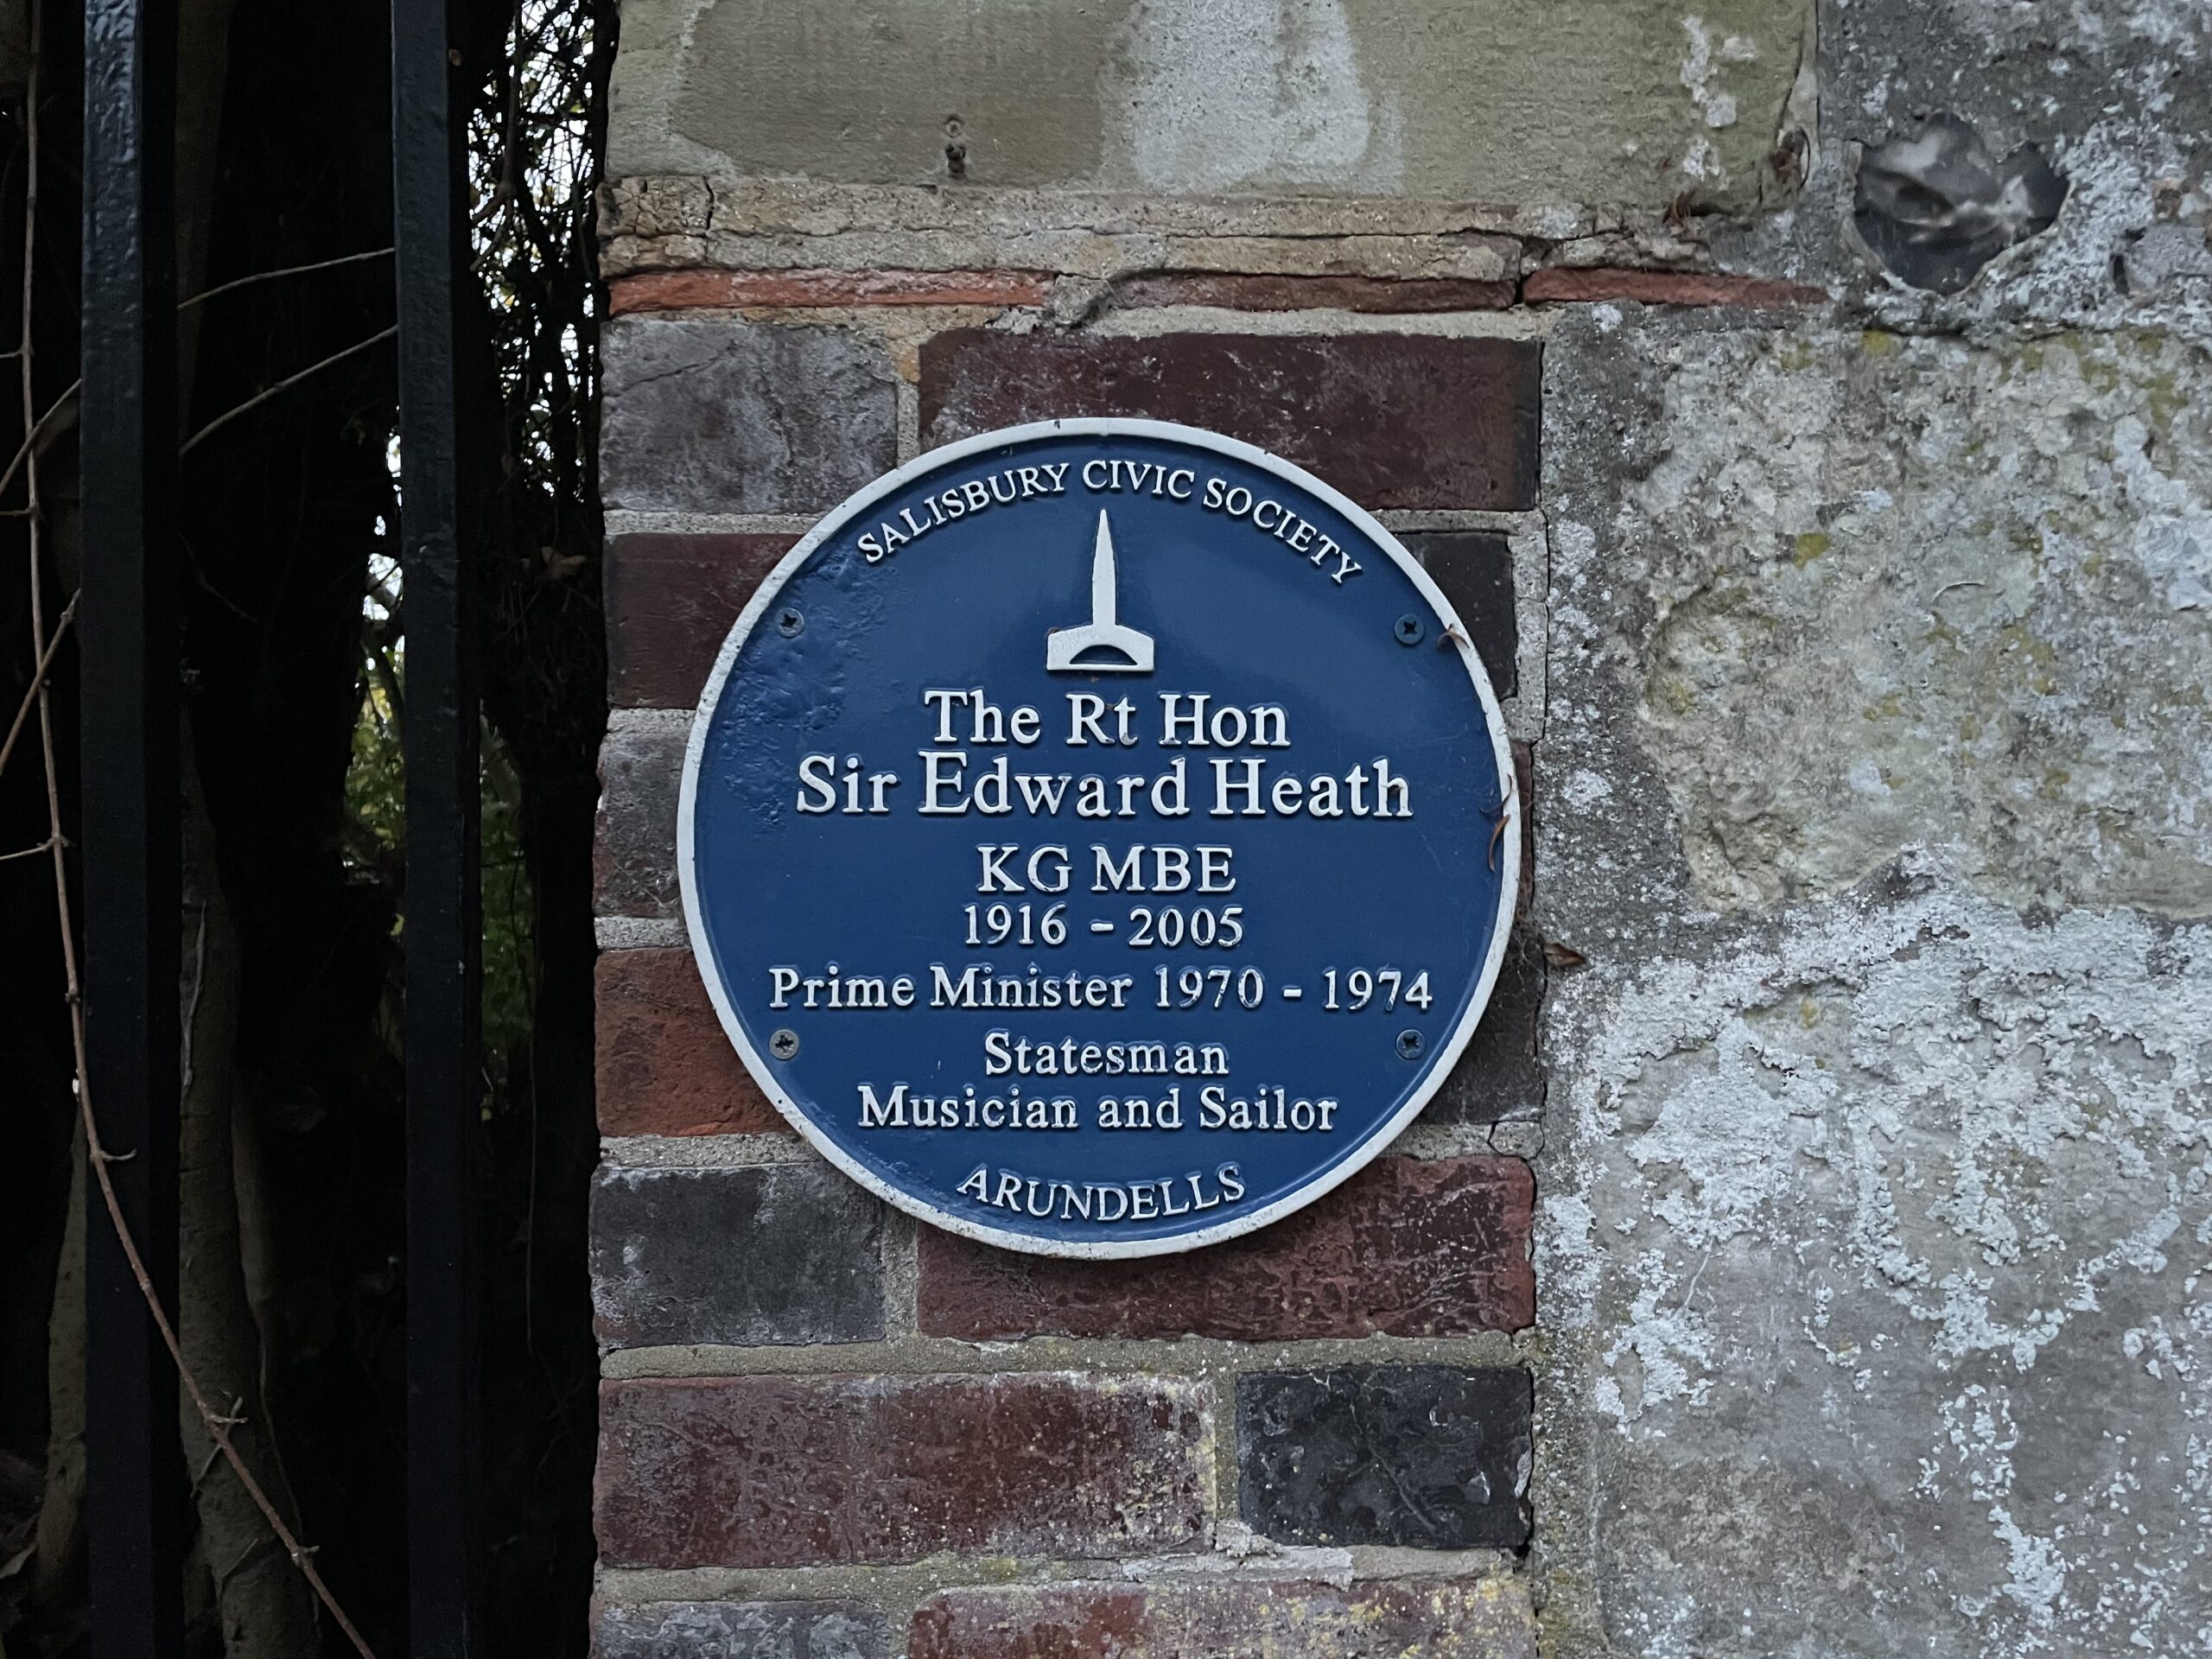 SALISBURY CIVIC SOCIETY
The Rt Hon
Sir Edward Heath
KG MBE
1916 - 2005
Prime Minister 1970 - 1974
Statesman
Musician and Sailor
ARUNDELLS